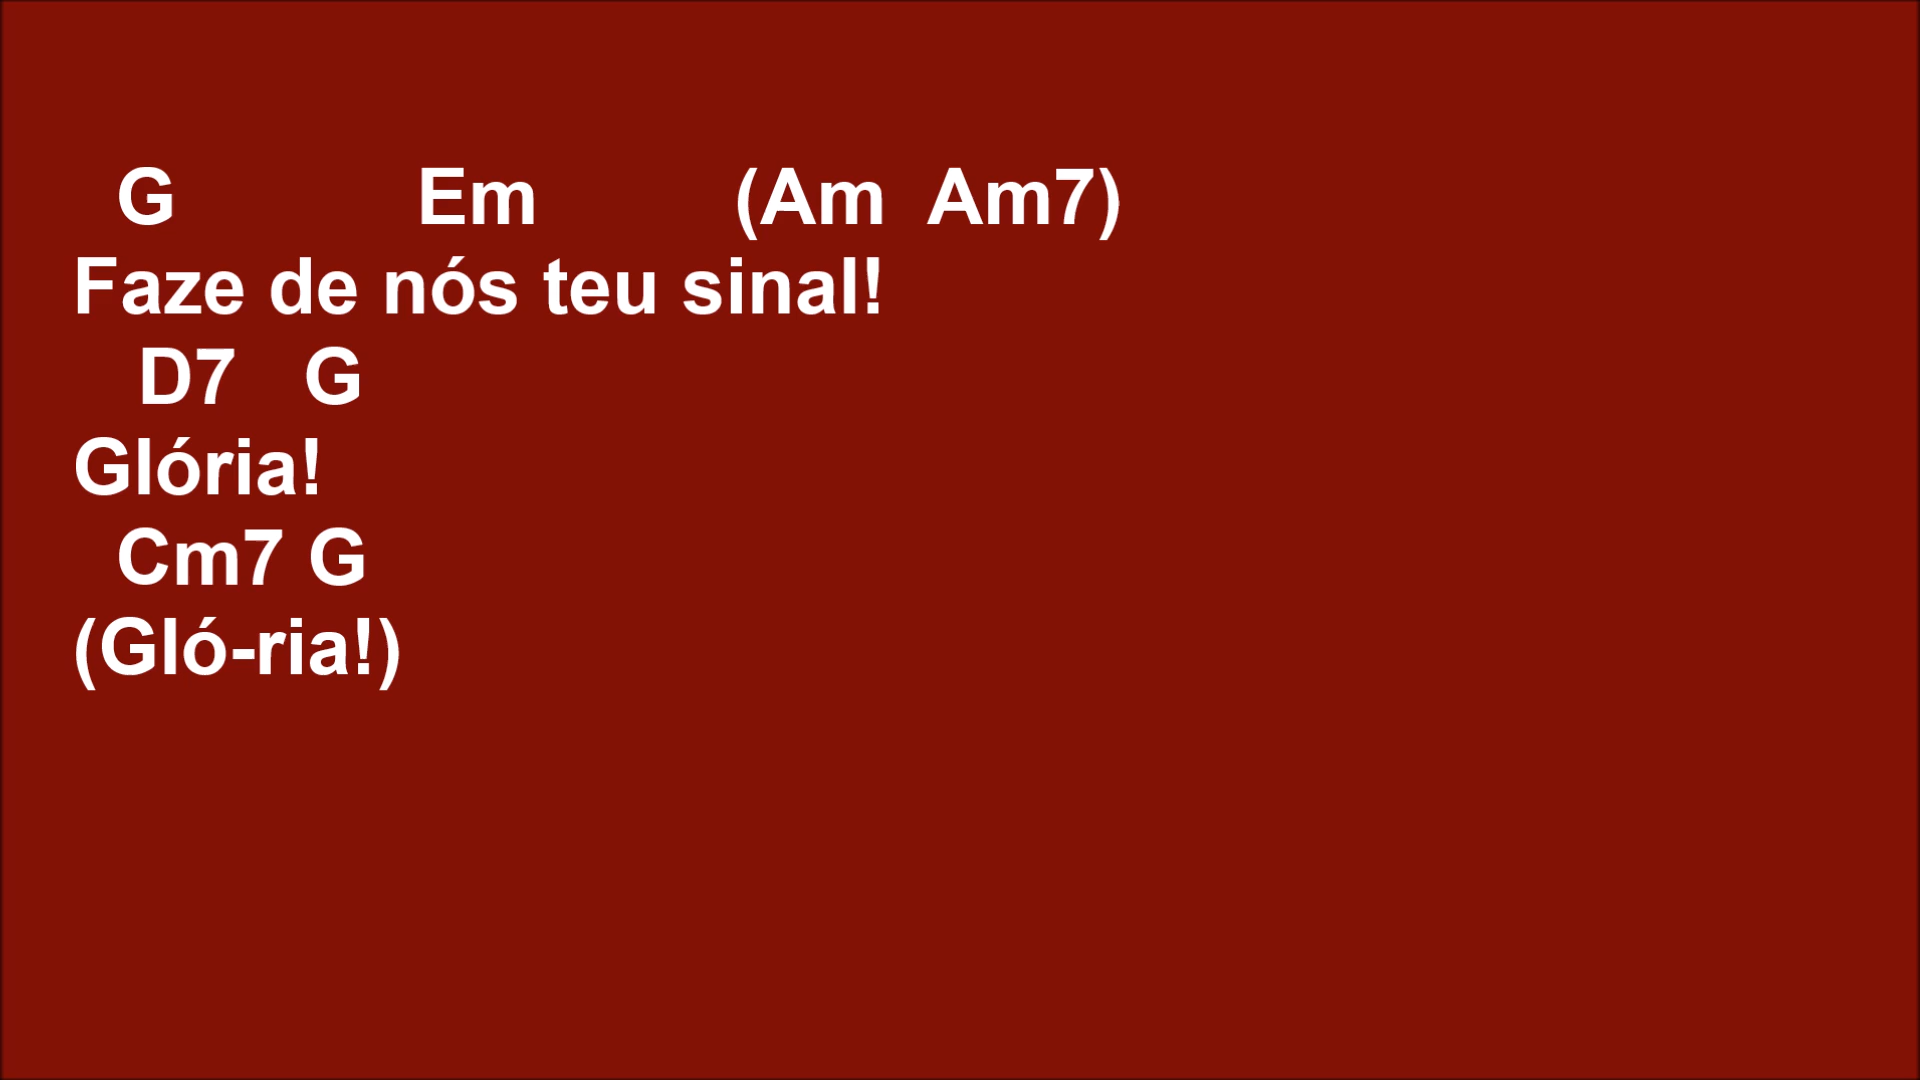 G Em (Am Am7)
Faze de nós teu sinal!
D7 G
Glória!
Cm7 G
(Gló-ria!)